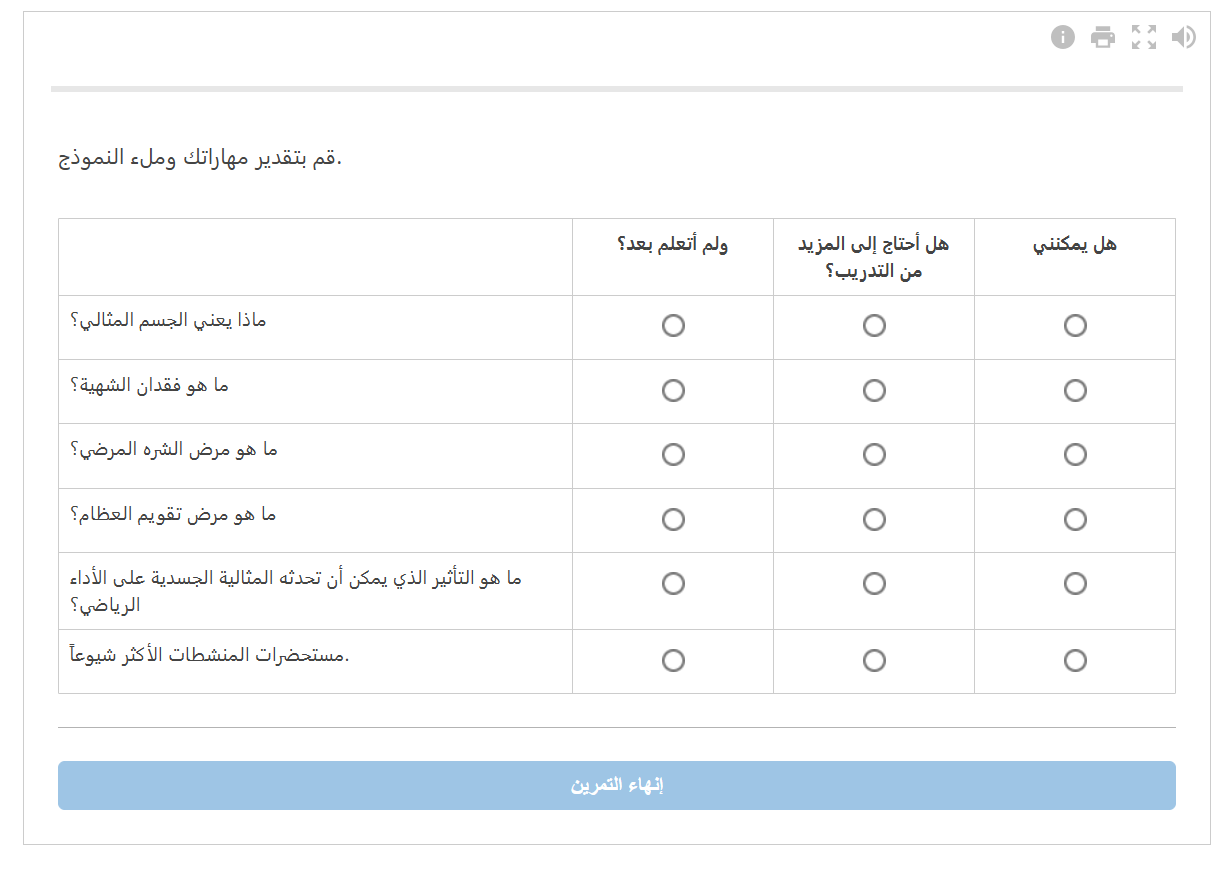 قم بتقدير مهاراتك وملء النموذج.
هل يمكنني
هل أحتاج إلى المزيد
من التدريب؟
ولم أتعلم بعد؟
ماذا يعني الجسم المثالي؟
ما هو فقدان الشهية؟
ما هو مرض الشره المرضي؟
ما هو مرض تقويم العظام؟
ما هو التأثير الذي يمكن أن تحدثه المثالية الجسدية على الأداء
الرياضي؟
مستحضرات المنشطات الأكثر شيوعاً.
إنهاء التمرين